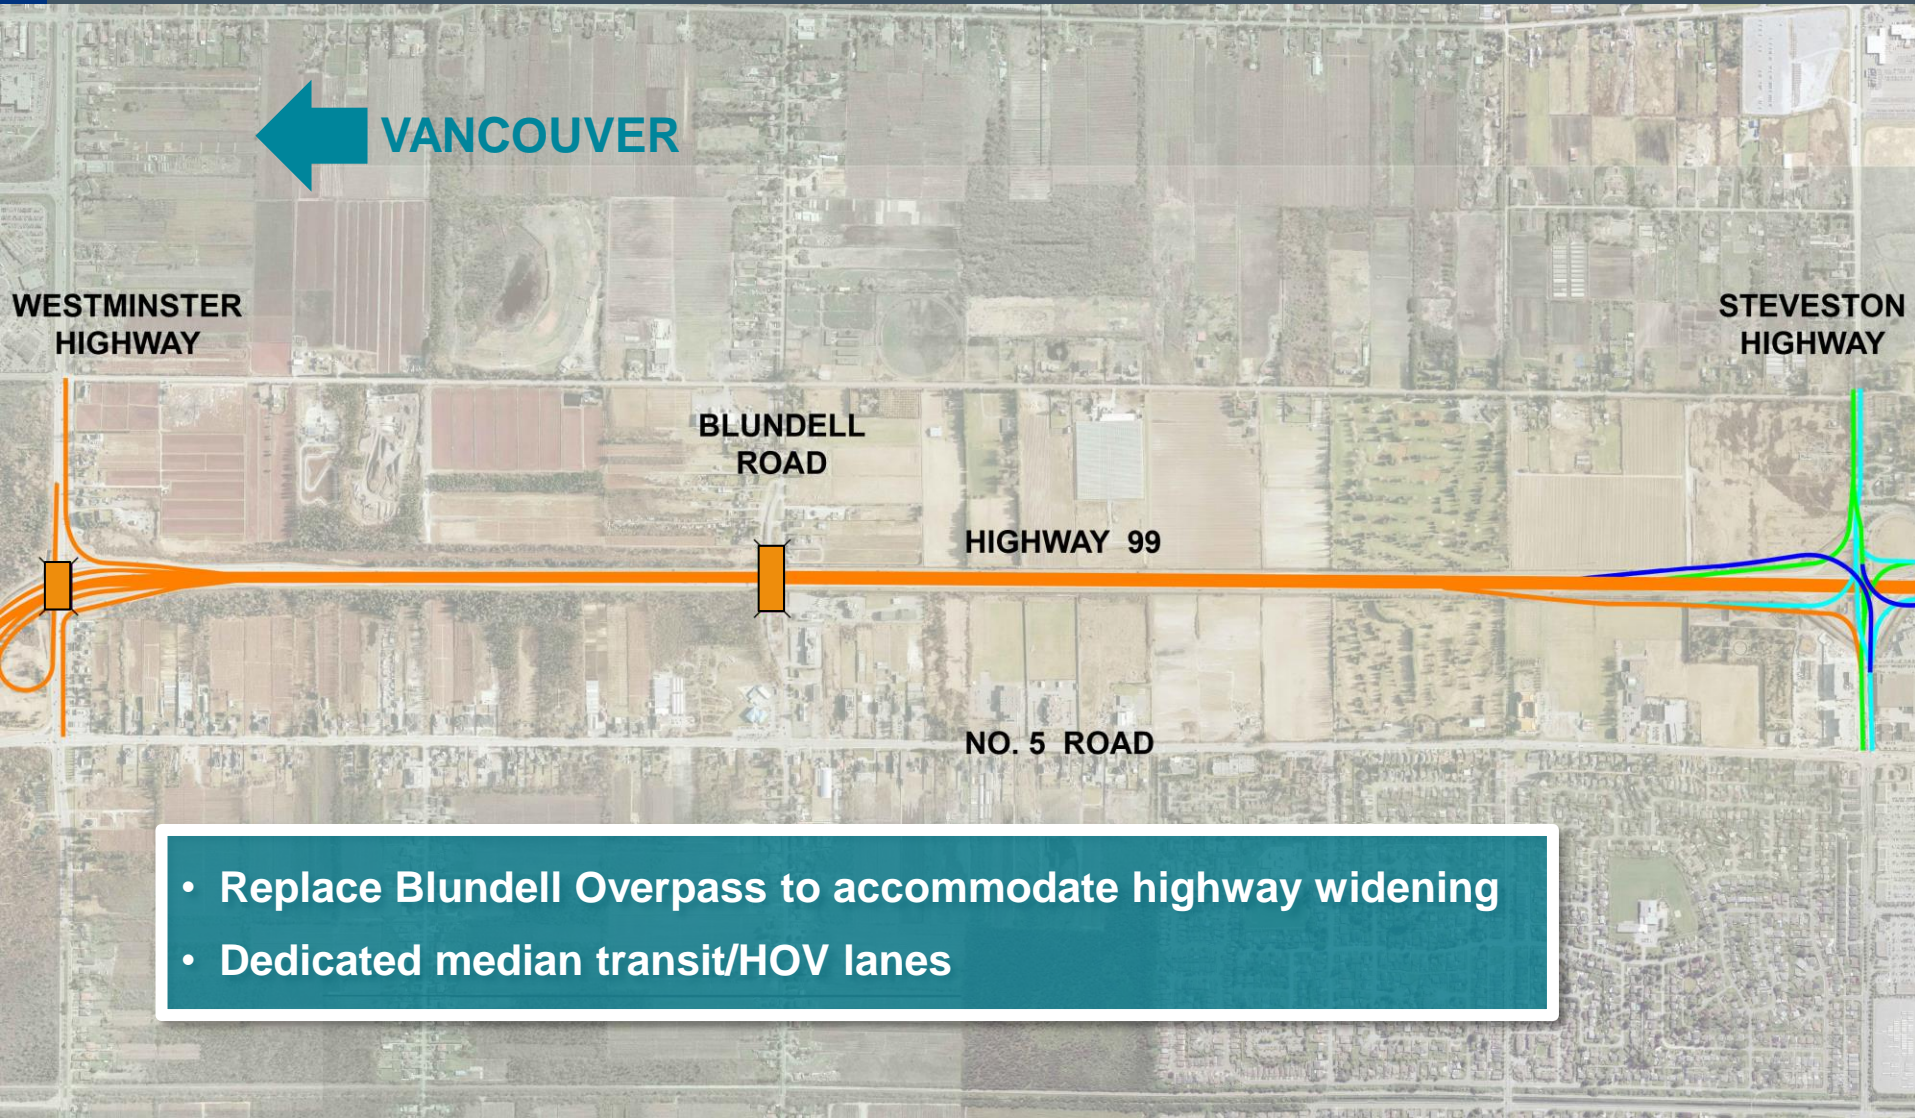 VANCOUVER
WESTMINSTER
HIGHWAY
STEVESTON
HIGHWAY
BLUNDELL
ROAD
HIGHWAY 99
NO. 5 ROAD
• Replace Blundell Overpass to accommodate highway widening
• Dedicated median transit/HOV lanes